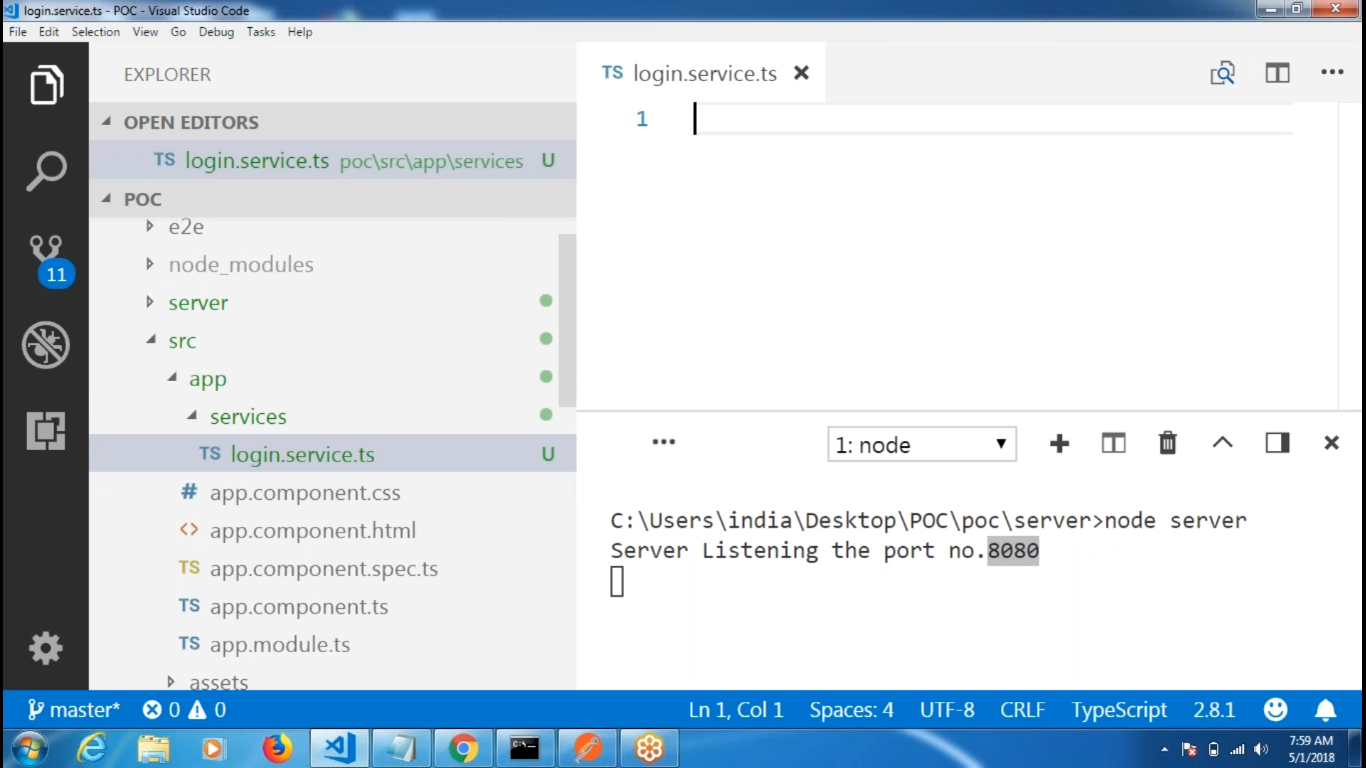 login.service.ts - POC - Visual Studio Code
File Edit Selection View Go Debug Tasks Help
EXPLORER
OPEN EDITORS
TS login.service.ts poc\src\app\services U
POC
e2e
node_modules
server
src
app
services
TS login.service.ts U
# app.component.css
<> app.component.html
TS app.component.spec.ts
TS app.component.ts
TS app.module.ts
assets
11
TS login.service.ts
1
1: node
C:\Users\india\Desktop\POC\poc\server>node server
Server Listening the port no.8080
master* 0 0 Ln 1, Col 1 Spaces: 4 UTF-8 CRLF TypeScript 2.8.1
7:59 AM
5/1/2018